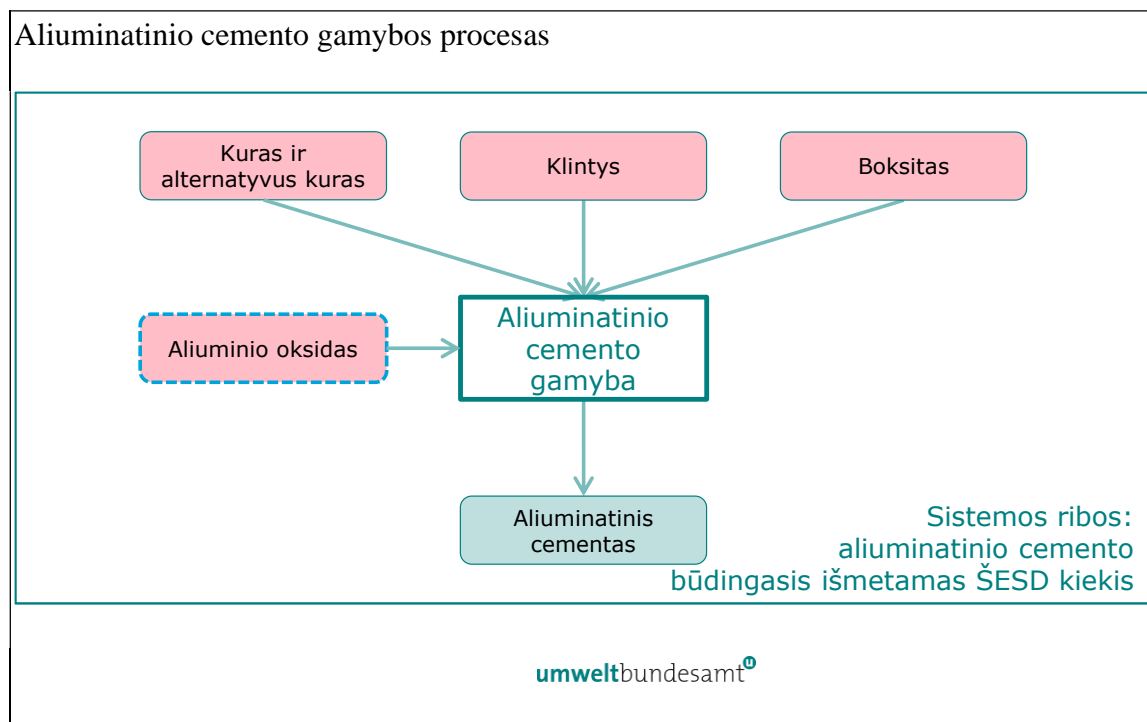 Aliuminatinio cemento gamybos procesas
Kuras ir
alternatyvus kuras
Klintys
Boksitas
Aliuminio oksidas
Aliuminatinio
cemento
gamyba
Aliuminatinis
cementas
Sistemos ribos:
aliuminatinio cemento
būdingasis išmetamas ŠESD kiekis
umweltbundesamt
u